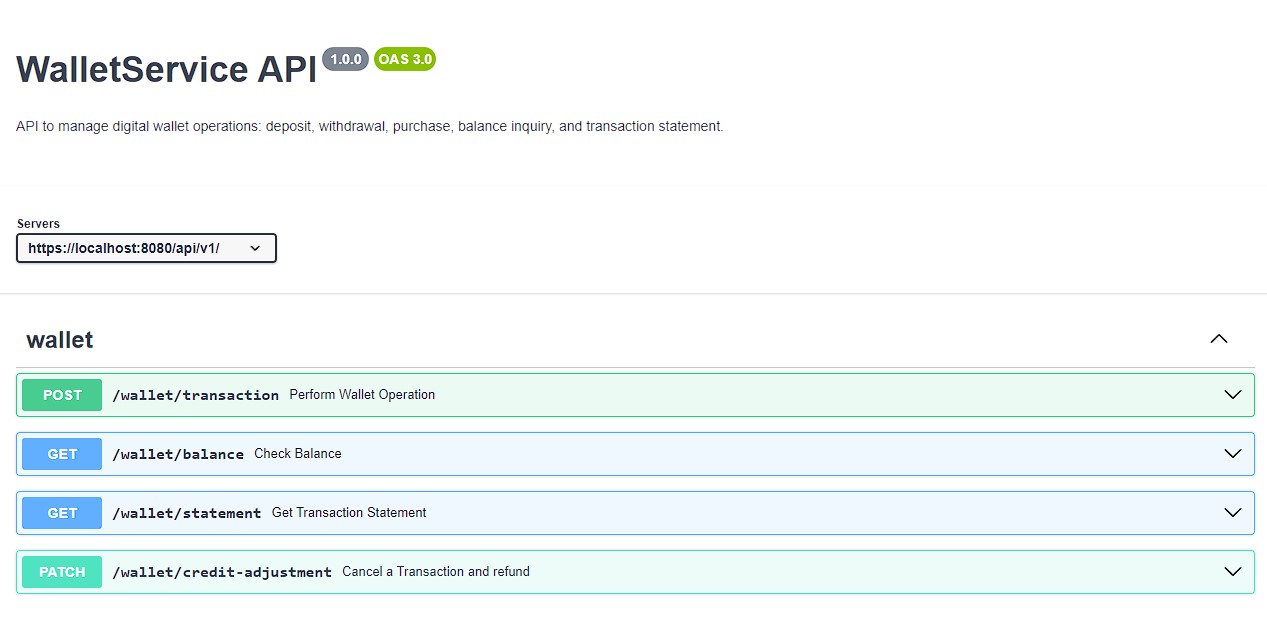 WalletService API 1.0.0 OAS 3.0
API to manage digital wallet operations: deposit, withdrawal, purchase, balance inquiry, and transaction statement.
Servers
https://localhost:8080/api/v1/
wallet
POST /wallet/transaction Perform Wallet Operation
GET /wallet/balance Check Balance
GET /wallet/statement Get Transaction Statement
PATCH /wallet/credit-adjustment Cancel a Transaction and refund